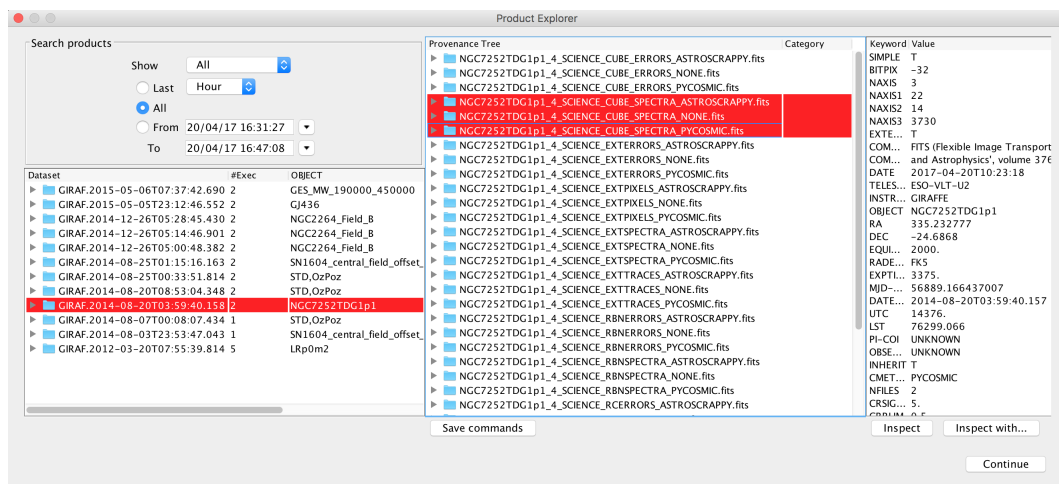 Product Explorer
Search products
Show All
Last Hour
All
From 20/04/17 16:31:27
To 20/04/17 16:47:08
Dataset #Exec OBJECT
GIRAF.2015-05-06T07:37:42.690 2 GES_MW_190000_450000
GIRAF.2015-05-05T23:12:46.552 2 GJ436
GIRAF.2014-12-26T05:28:45.430 2 NGC2264_Field_B
GIRAF.2014-12-26T05:14:46.901 2 NGC2264_Field_B
GIRAF.2014-12-26T05:00:48.382 2 NGC2264_Field_B
GIRAF.2014-08-25T01:15:16.163 2 SN1604_central_field_offset_
GIRAF.2014-08-25T00:33:51.814 2 STD,OzPoz
GIRAF.2014-08-20T08:53:04.348 2 STD,OzPoz
GIRAF.2014-08-20T03:59:40.158 2 NGC7252TDG1p1
GIRAF.2014-08-07T00:08:07.434 1 STD,OzPoz
GIRAF.2014-08-03T23:53:47.043 1 SN1604_central_field_offset_
GIRAF.2012-03-20T07:55:39.814 5 LRp0m2
Provenance Tree Category
NGC7252TDG1p1_4_SCIENCE_CUBE_ERRORS_ASTROSCRAPPY.fits
NGC7252TDG1p1_4_SCIENCE_CUBE_ERRORS_NONE.fits
NGC7252TDG1p1_4_SCIENCE_CUBE_ERRORS_PYCOSMIC.fits
NGC7252TDG1p1_4_SCIENCE_CUBE_SPECTRA_ASTROSCRAPPY.fits
NGC7252TDG1p1_4_SCIENCE_CUBE_SPECTRA_NONE.fits
NGC7252TDG1p1_4_SCIENCE_CUBE_SPECTRA_PYCOSMIC.fits
NGC7252TDG1p1_4_SCIENCE_EXTERRORS_ASTROSCRAPPY.fits
NGC7252TDG1p1_4_SCIENCE_EXTERRORS_NONE.fits
NGC7252TDG1p1_4_SCIENCE_EXTERRORS_PYCOSMIC.fits
NGC7252TDG1p1_4_SCIENCE_EXTPIXELS_ASTROSCRAPPY.fits
NGC7252TDG1p1_4_SCIENCE_EXTPIXELS_NONE.fits
NGC7252TDG1p1_4_SCIENCE_EXTPIXELS_PYCOSMIC.fits
NGC7252TDG1p1_4_SCIENCE_EXTSPECTRA_ASTROSCRAPPY.fits
NGC7252TDG1p1_4_SCIENCE_EXTSPECTRA_NONE.fits
NGC7252TDG1p1_4_SCIENCE_EXTSPECTRA_PYCOSMIC.fits
NGC7252TDG1p1_4_SCIENCE_EXTTRACES_ASTROSCRAPPY.fits
NGC7252TDG1p1_4_SCIENCE_EXTTRACES_NONE.fits
NGC7252TDG1p1_4_SCIENCE_EXTTRACES_PYCOSMIC.fits
NGC7252TDG1p1_4_SCIENCE_RBNERRORS_ASTROSCRAPPY.fits
NGC7252TDG1p1_4_SCIENCE_RBNERRORS_NONE.fits
NGC7252TDG1p1_4_SCIENCE_RBNERRORS_PYCOSMIC.fits
NGC7252TDG1p1_4_SCIENCE_RBNSPECTRA_ASTROSCRAPPY.fits
NGC7252TDG1p1_4_SCIENCE_RBNSPECTRA_NONE.fits
NGC7252TDG1p1_4_SCIENCE_RBNSPECTRA_PYCOSMIC.fits
NGC7252TDG1p1_4_SCIENCE_RCERRORS_ASTROSCRAPPY.fits
Save commands
Keyword Value
SIMPLE T
BITPIX -32
NAXIS 3
NAXIS1 22
NAXIS2 14
NAXIS3 3730
EXTE... T
COM... FITS (Flexible Image Transport
COM... and Astrophysics', volume 376
DATE 2017-04-20T10:23:18
TELES... ESO-VLT-U2
INSTR... GIRAFFE
OBJECT NGC7252TDG1p1
RA 335.232777
DEC -24.6868
EQUI... 2000.
RADE... FK5
EXPTI... 3375.
MJD-... 56889.166437007
DATE... 2014-08-20T03:59:40.157
UTC 14376.
LST 76299.066
PI-COI UNKNOWN
OBSE... UNKNOWN
INHERIT T
CMET... PYCOSMIC
NFILES 2
CRSIG... 5.
Inspect
Inspect with...
Continue